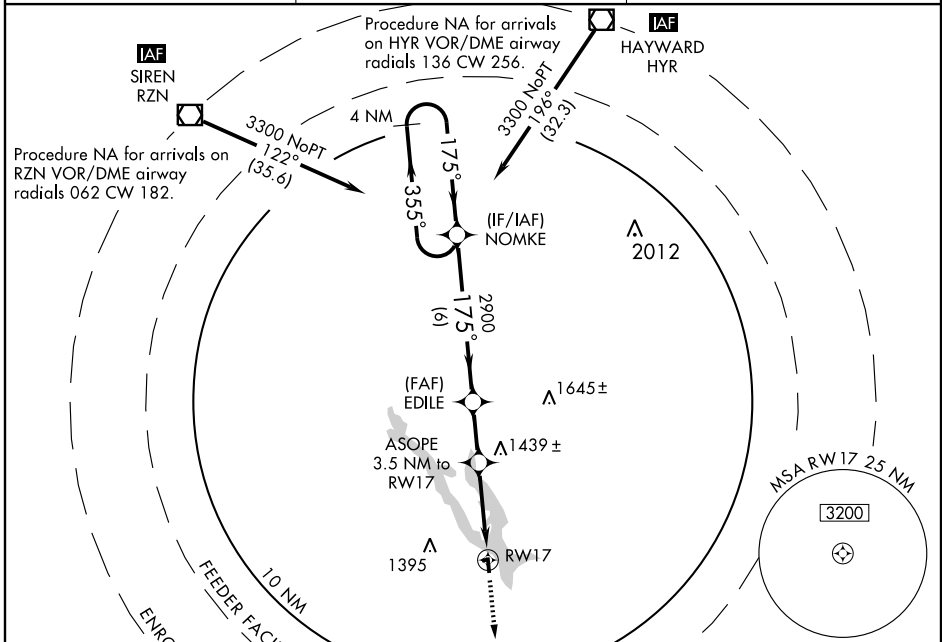 Procedure NA for arrivals
on HYR VOR/DME airway
radials 136 CW 256.
IAF
HAYWARD
HYR
IAF
SIREN
RZN
3300 NoPT
196°
(32.3)
4 NM
3300 NoPT
122°
(35.6)
Procedure NA for arrivals on
RZN VOR/DME airway
radials 062 CW 182.
175°
355°
(IF/IAF)
NOMKE
2012
2900
175°
(6)
(FAF)
EDILE
1645±
ASOPE
3.5 NM to
RW17
1439±
MSA RW17 25 NM
3200
1395
RW17
10 NM
FEEDER FACI
ENRO